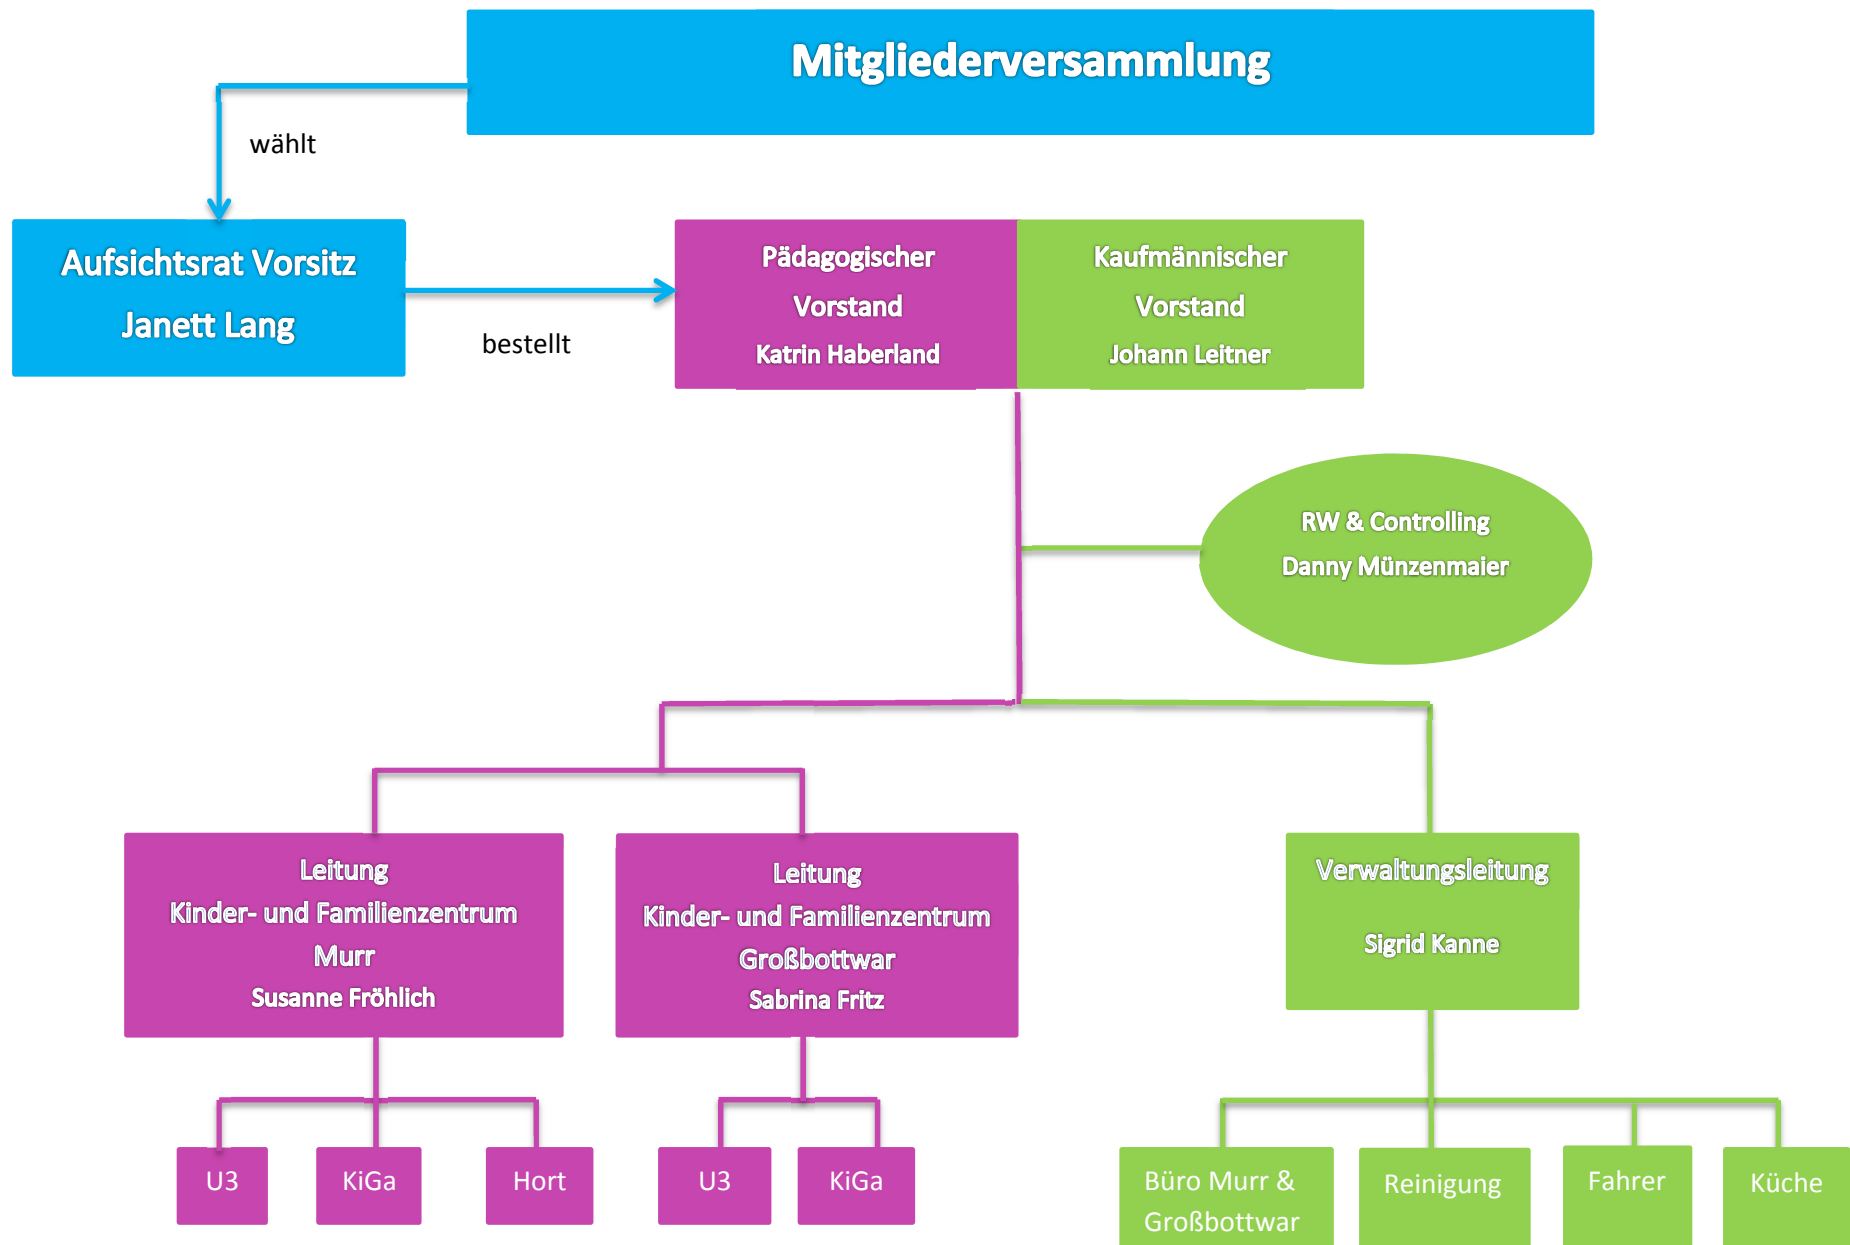 Mitgliederversammlung
wählt
Aufsichtsrat Vorsitz
Janett Lang
bestellt
Pädagogischer
Vorstand
Katrin Haberland
Kaufmännischer
Vorstand
Johann Leitner
RW & Controlling
Danny Münzenmaier
Leitung
Kinder- und Familienzentrum
Murr
Susanne Fröhlich
Leitung
Kinder- und Familienzentrum
Großbottwar
Sabrina Fritz
Verwaltungsleitung
Sigrid Kanne
U3
KiGa
Hort
U3
KiGa
Büro Murr &
Großbottwar
Reinigung
Fahrer
Küche